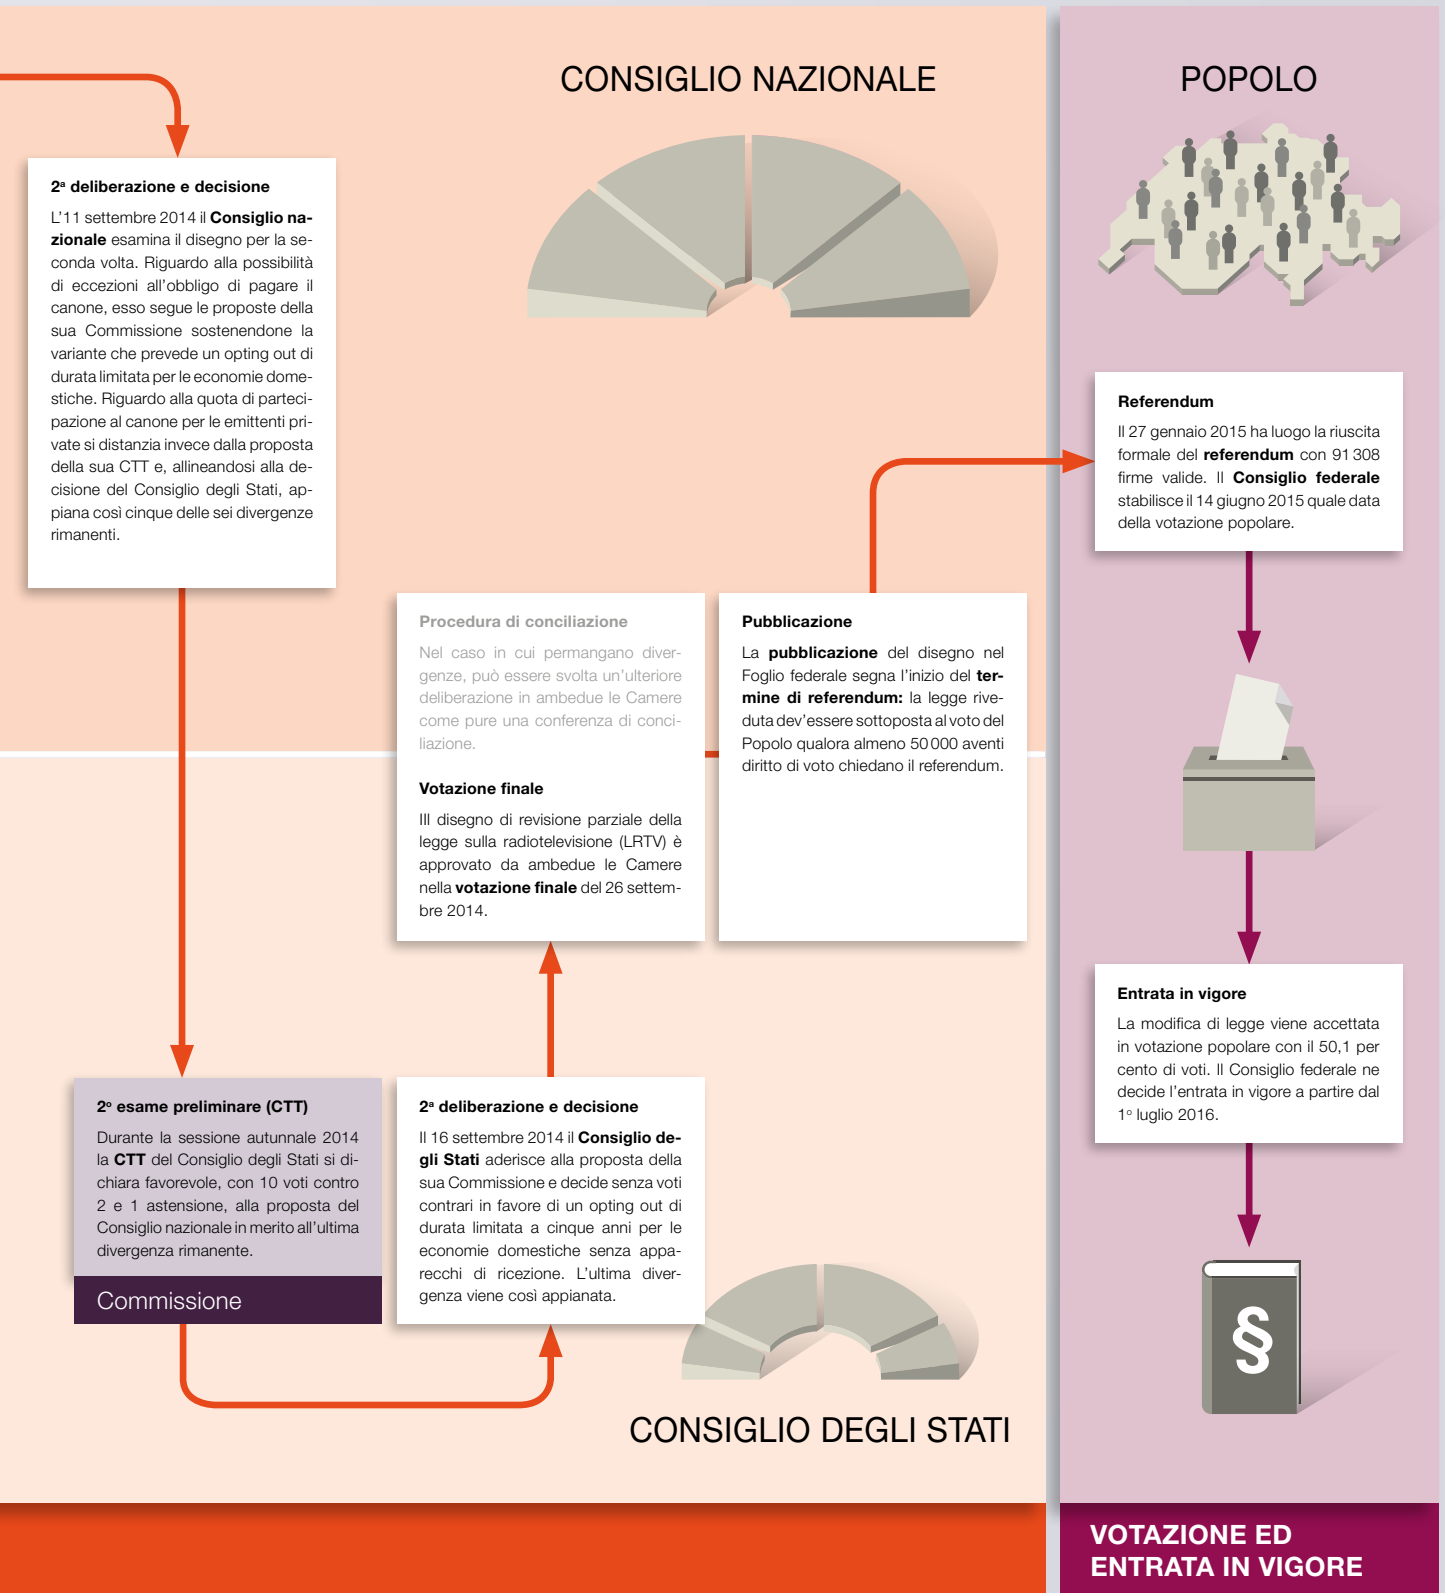 CONSIGLIO NAZIONALE
2ª deliberazione e decisione
L'11 settembre 2014 il Consiglio na-
zionale esamina il disegno per la se-
conda volta. Riguardo alla possibilità
di eccezioni all'obbligo di pagare il
canone, esso segue le proposte della
sua Commissione sostenendone la
variante che prevede un opting out di
durata limitata per le economie dome-
stiche. Riguardo alla quota di parteci-
pazione al canone per le emittenti pri-
vate si distanzia invece dalla proposta
della sua CTT e, allineandosi alla de-
cisione del Consiglio degli Stati, ap-
piana così cinque delle sei divergenze
rimanenti.
2º esame preliminare (CTT)
Durante la sessione autunnale 2014
la CTT del Consiglio degli Stati si di-
chiara favorevole, con 10 voti contro
2 e 1 astensione, alla proposta del
Consiglio nazionale in merito all'ultima
divergenza rimanente.
Commissione
2ª deliberazione e decisione
Il 16 settembre 2014 il Consiglio de-
gli Stati aderisce alla proposta della
sua Commissione e decide senza voti
contrari in favore di un opting out di
durata limitata a cinque anni per le
economie domestiche senza appa-
recchi di ricezione. L'ultima diver-
genza viene così appianata.
CONSIGLIO DEGLI STATI
Procedura di conciliazione
Nel caso in cui permangano diver-
genze, può essere svolta un'ulteriore
deliberazione in ambedue le Camere
come pure una conferenza di conci-
liazione.
Votazione finale
Ill disegno di revisione parziale della
legge sulla radiotelevisione (LRTV) è
approvato da ambedue le Camere
nella votazione finale del 26 settem-
bre 2014.
Pubblicazione
La pubblicazione del disegno nel
Foglio federale segna l'inizio del ter-
mine di referendum: la legge rive-
duta dev'essere sottoposta al voto del
Popolo qualora almeno 50 000 aventi
diritto di voto chiedano il referendum.
POPOLO
Referendum
Il 27 gennaio 2015 ha luogo la riuscita
formale del referendum con 91 308
firme valide. Il Consiglio federale
stabilisce il 14 giugno 2015 quale data
della votazione popolare.
Entrata in vigore
La modifica di legge viene accettata
in votazione popolare con il 50,1 per
cento di voti. Il Consiglio federale ne
decide l'entrata in vigore a partire dal
1º luglio 2016.
§
VOTAZIONE ED
ENTRATA IN VIGORE